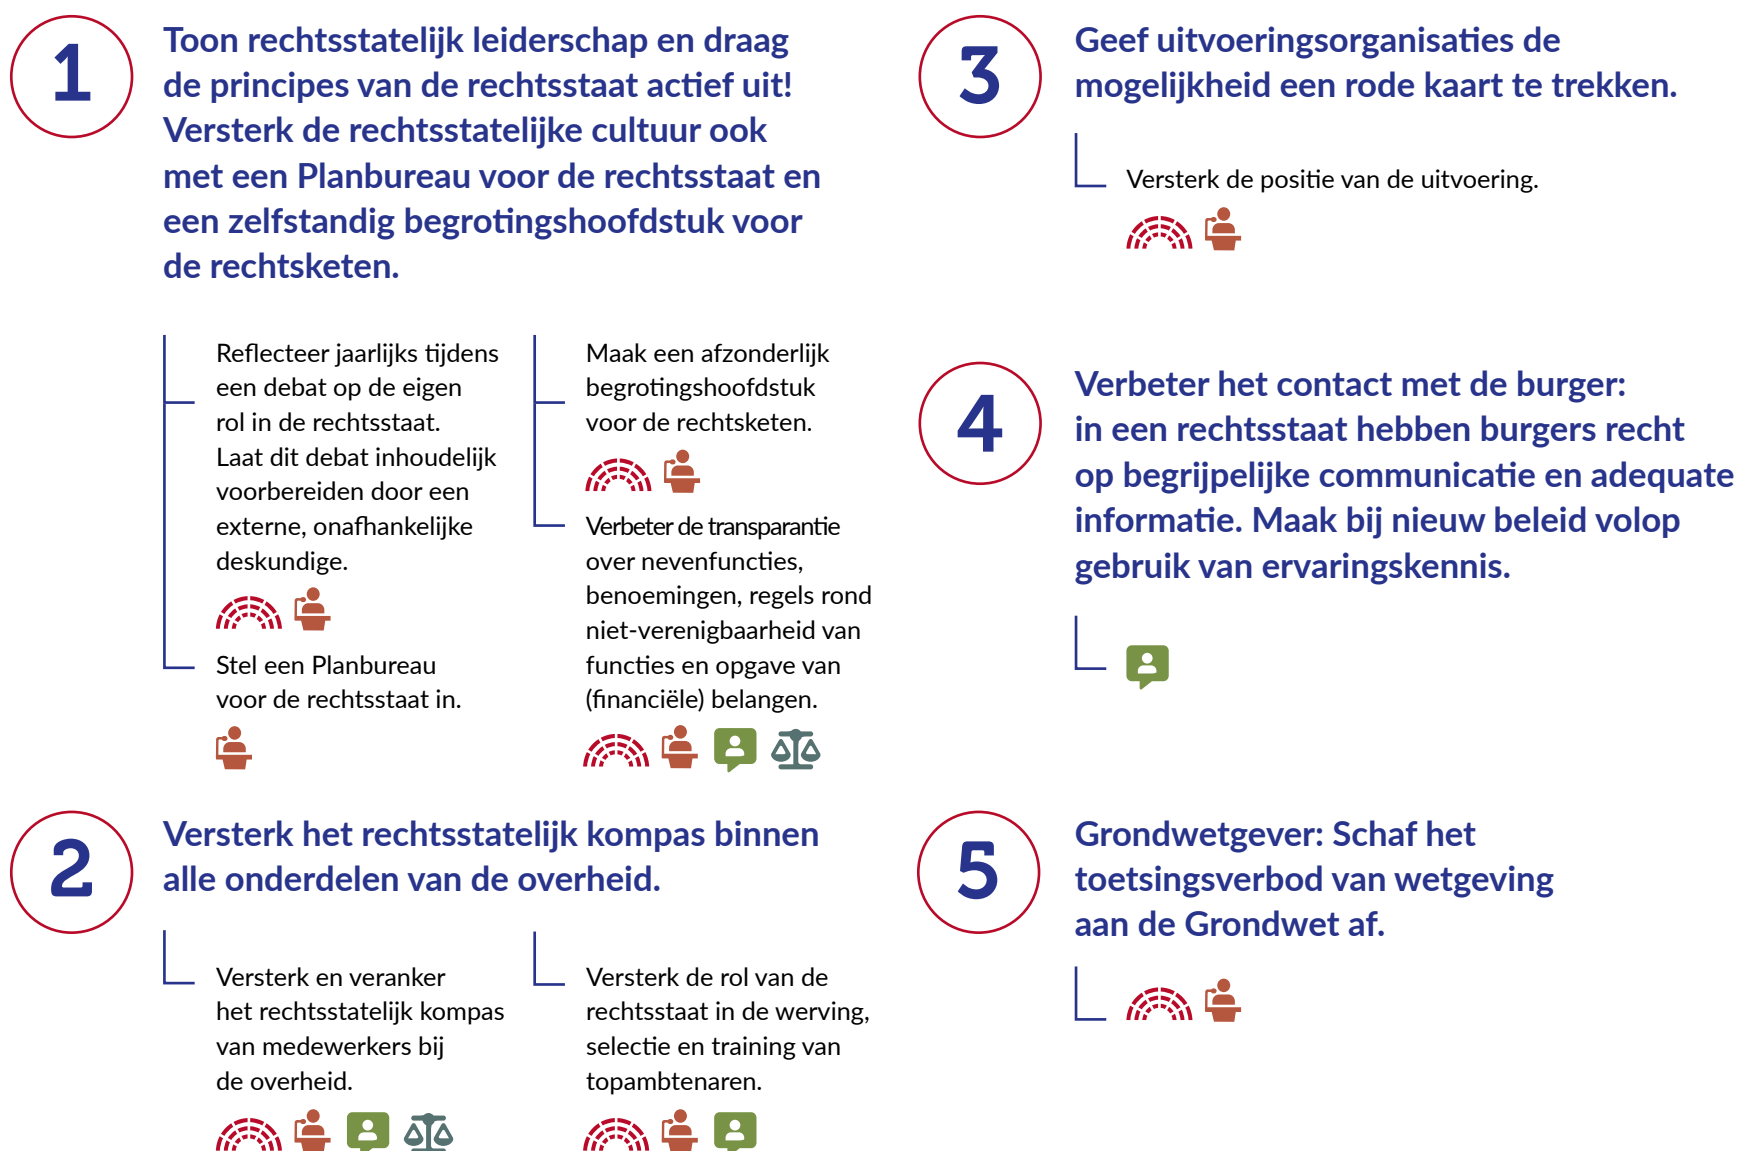 1
Toon rechtsstatelijk leiderschap en draag
de principes van de rechtsstaat actief uit!
Versterk de rechtsstatelijke cultuur ook
met een Planbureau voor de rechtsstaat en
een zelfstandig begrotingshoofdstuk voor
de rechtsketen.
Reflecteer jaarlijks tijdens
een debat op de eigen
rol in de rechtsstaat.
Laat dit debat inhoudelijk
voorbereiden door een
externe, onafhankelijke
deskundige.
Stel een Planbureau
voor de rechtsstaat in.
Maak een afzonderlijk
begrotingshoofdstuk
voor de rechtsketen.
Verbeter de transparantie
over nevenfuncties,
benoemingen, regels rond
niet-verenigbaarheid van
functies en opgave van
(financiële) belangen.
2
Versterk het rechtsstatelijk kompas binnen
alle onderdelen van de overheid.
Versterk en veranker
het rechtsstatelijk kompas
van medewerkers bij
de overheid.
Versterk de rol van de
rechtsstaat in de werving,
selectie en training van
topambtenaren.
3
Geef uitvoeringsorganisaties de
mogelijkheid een rode kaart te trekken.
Versterk de positie van de uitvoering.
4
Verbeter het contact met de burger:
in een rechtsstaat hebben burgers recht
op begrijpelijke communicatie en adequate
informatie. Maak bij nieuw beleid volop
gebruik van ervaringskennis.
5
Grondwetgever: Schaf het
toetsingsverbod van wetgeving
aan de Grondwet af.